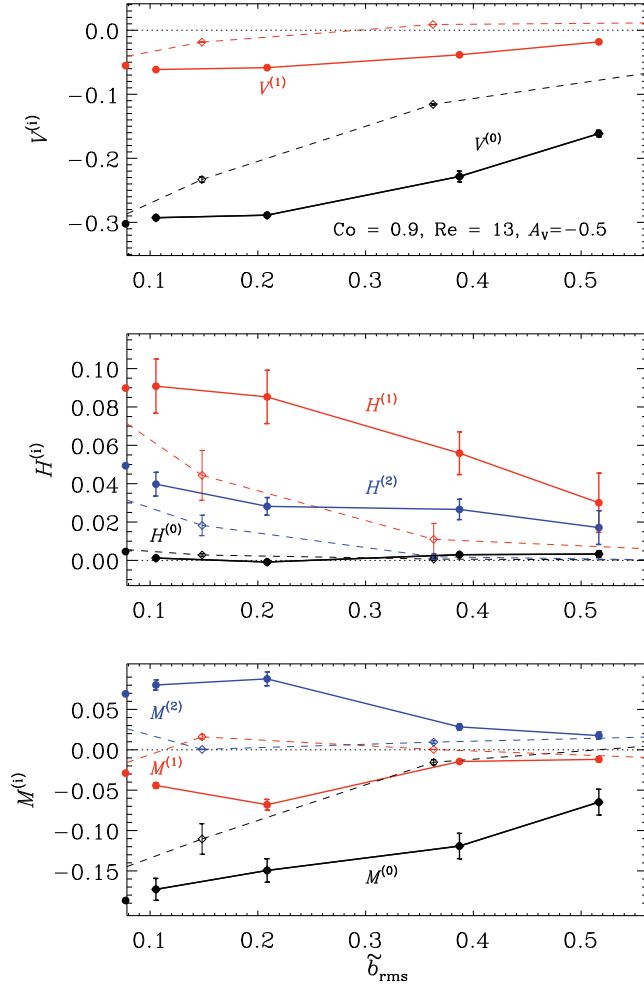 0.0
−0.1
−0.2
−0.3
V(i)
V(1)
V(0)
Co = 0.9, Re = 13, AV=−0.5
0.1 0.2 0.3 0.4 0.5
0.10
0.08
0.06
0.04
0.02
0.00
H(i)
H(1)
H(2)
H(0)
0.1 0.2 0.3 0.4 0.5
0.05
0.00
−0.05
−0.10
−0.15
M(i)
M(2)
M(1)
M(0)
0.1 0.2 0.3 0.4 0.5
b̃rms